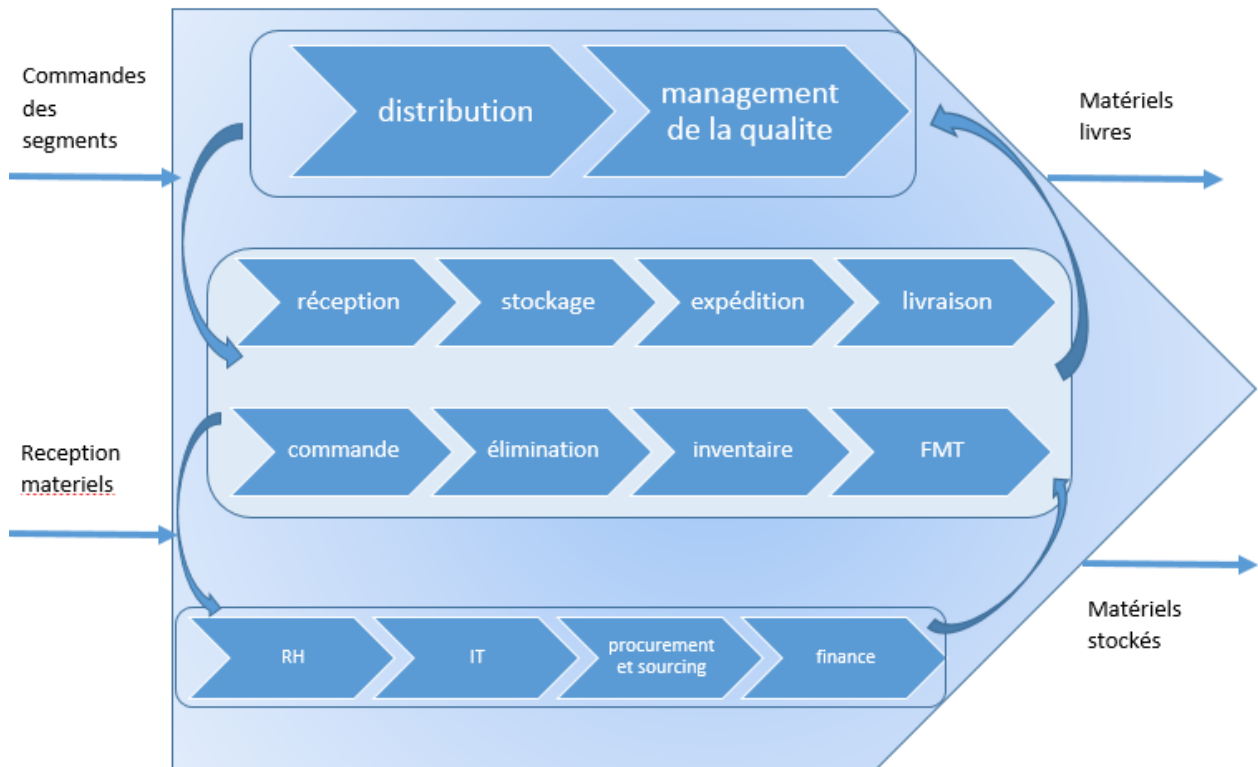 Commandes
des
segments
distribution
management
de la qualite
Matériels
livres
réception
stockage
expédition
livraison
commande
élimination
inventaire
FMT
Reception
materiels
RH
IT
procurement
et sourcing
finance
Matériels
stockés